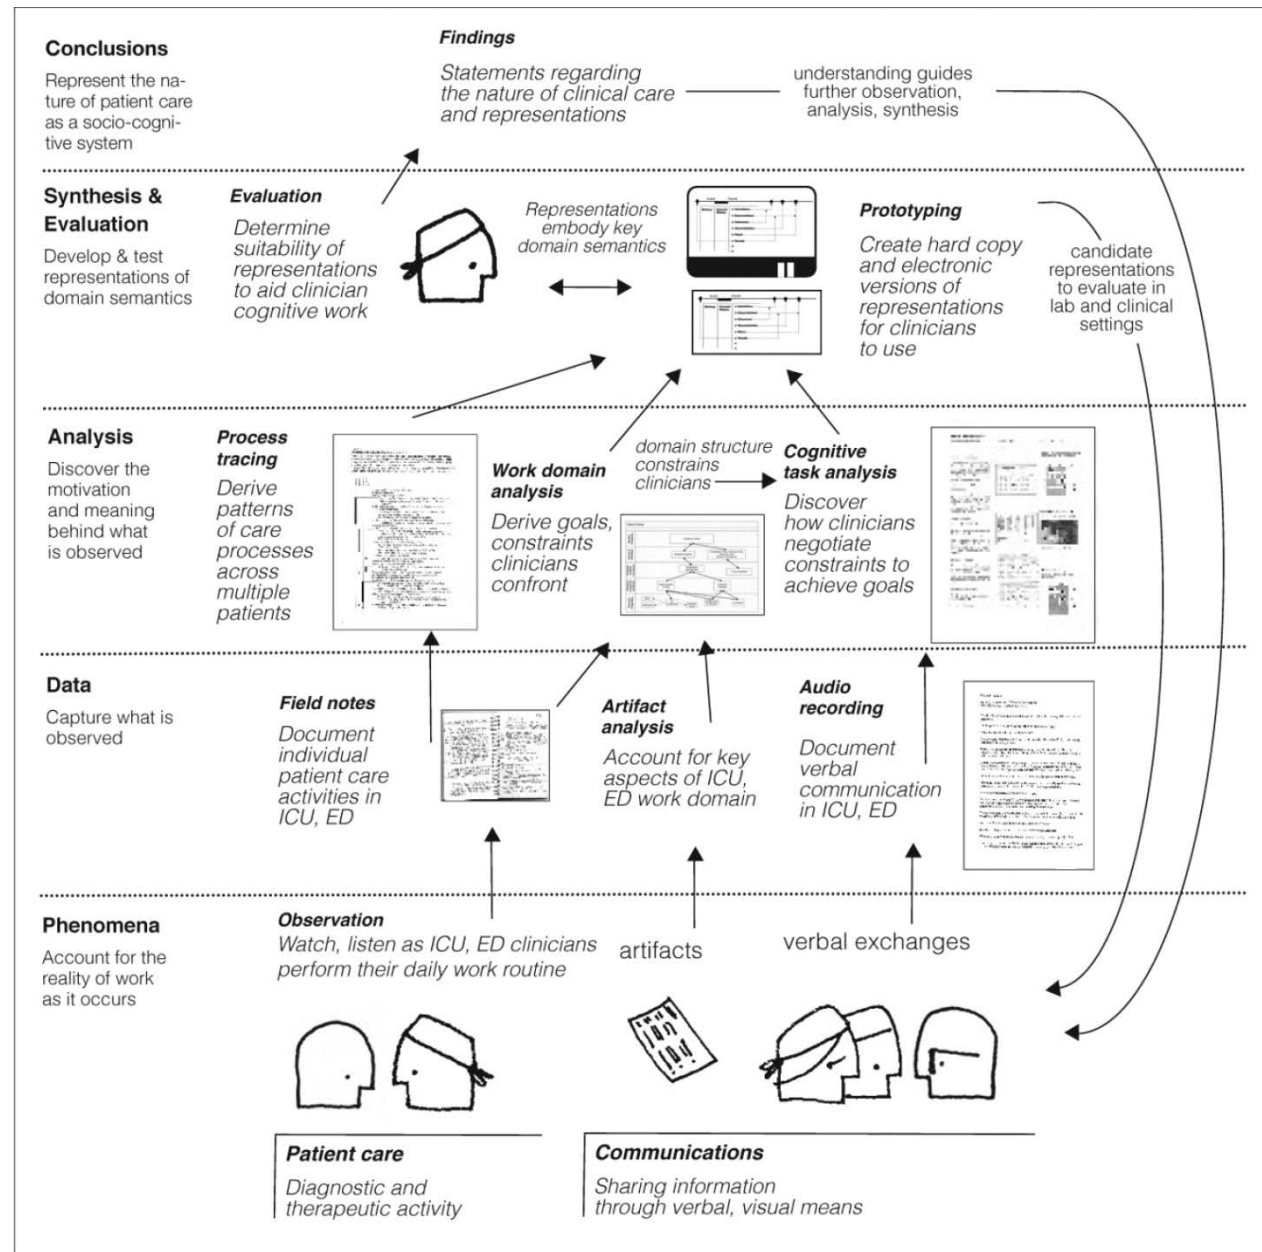 Conclusions
Represent the na-
ture of patient care
as a socio-cogni-
tive system
Findings
Statements regarding
the nature of clinical care
and representations
understanding guides
further observation,
analysis, synthesis
Synthesis &
Evaluation
Develop & test
representations of
domain semantics
Evaluation
Determine
suitability of
representations
to aid clinician
cognitive work
Representations
embody key
domain semantics
Prototyping
Create hard copy
and electronic
versions of
representations
for clinicians
to use
candidate
representations
to evaluate in
lab and clinical
settings
Analysis
Discover the
motivation
and meaning
behind what
is observed
Process
tracing
Derive
patterns
of care
processes
across
multiple
patients
Work domain
analysis
Derive goals,
constraints
clinicians
confront
domain structure
constrains
clinicians
Cognitive
task analysis
Discover
how clinicians
negotiate
constraints to
achieve goals
Data
Capture what is
observed
Field notes
Document
individual
patient care
activities in
ICU, ED
Artifact
analysis
Account for key
aspects of ICU,
ED work domain
Audio
recording
Document
verbal
communication
in ICU, ED
Phenomena
Account for the
reality of work
as it occurs
Observation
Watch, listen as ICU, ED clinicians
perform their daily work routine
artifacts
verbal exchanges
Patient care
Diagnostic and
therapeutic activity
Communications
Sharing information
through verbal, visual means